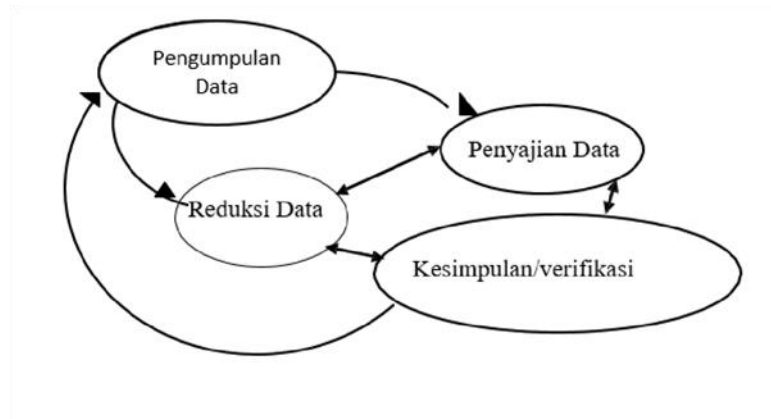 Pengumpulan
Data
Penyajian Data
Reduksi Data
Kesimpulan/verifikasi